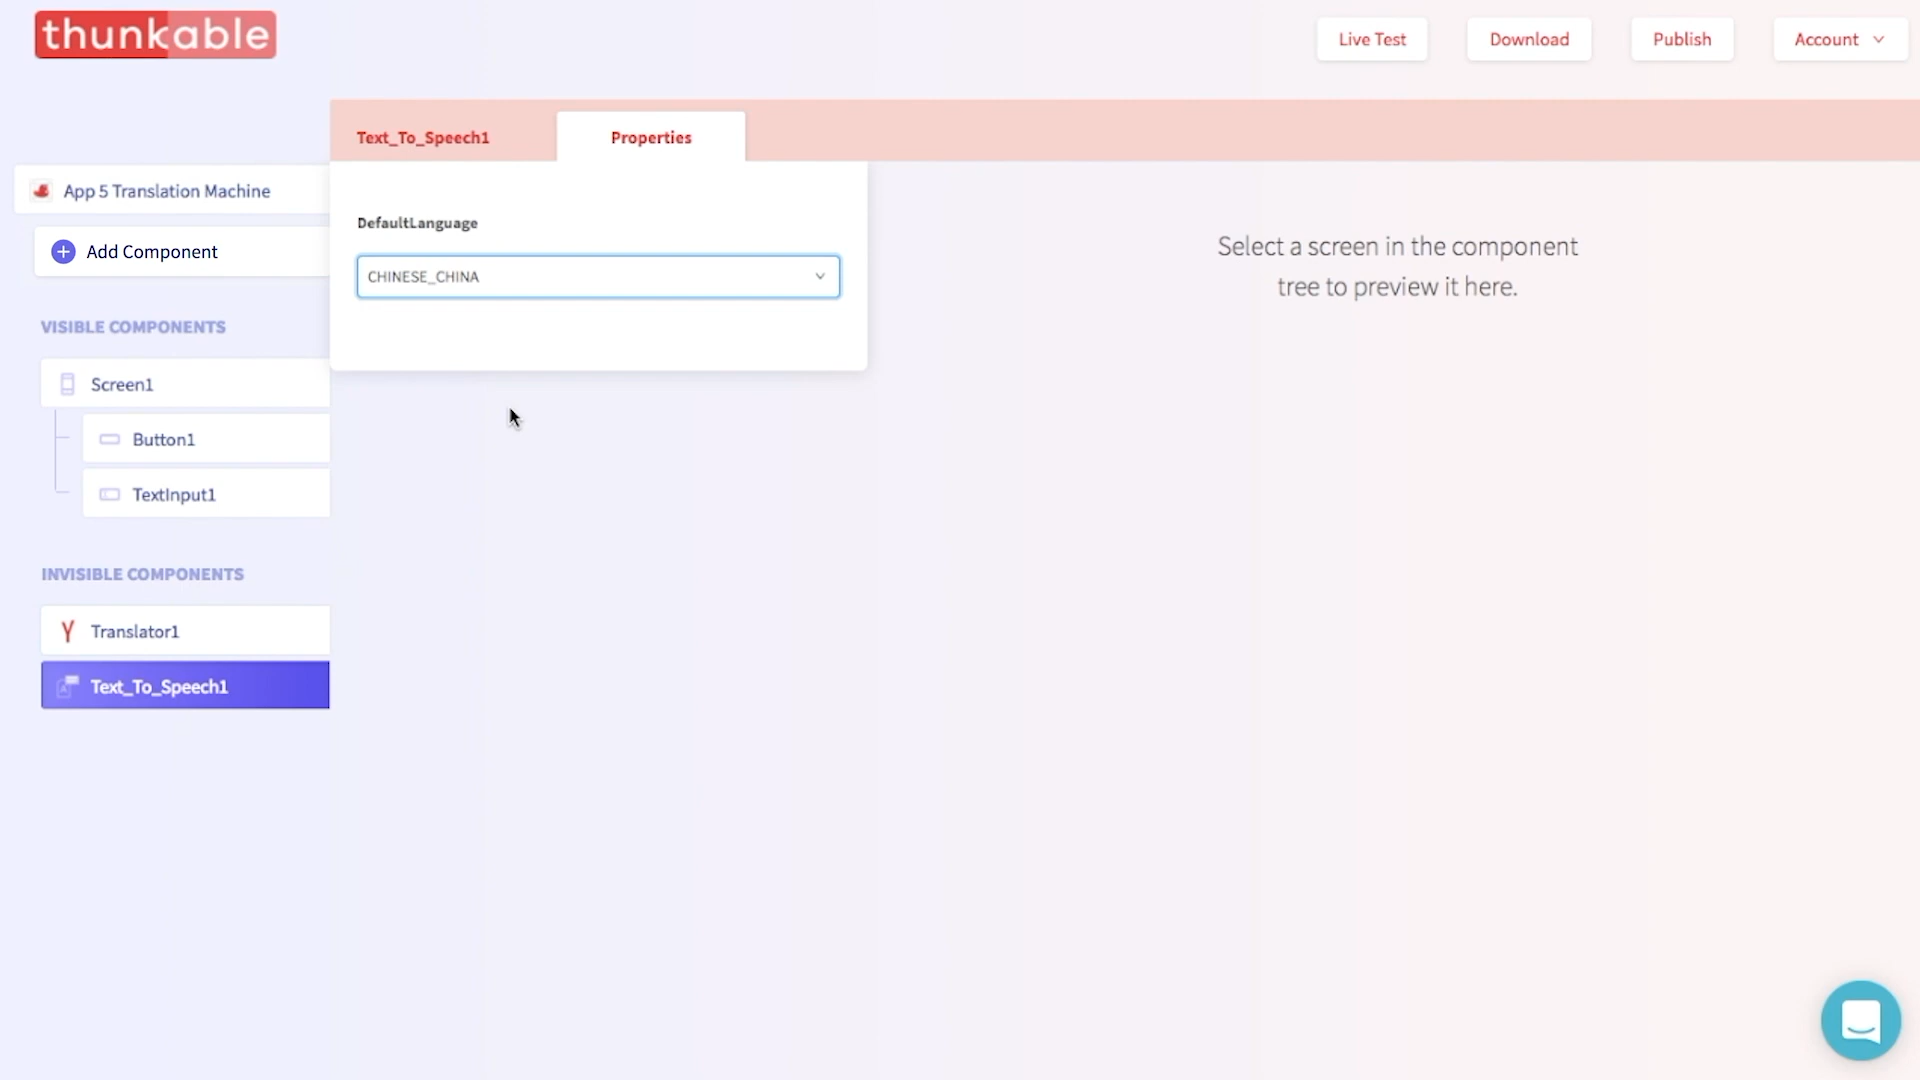 thunkable
Live Test
Download
Publish
Account
Text_To_Speech1
Properties
App 5 Translation Machine
Add Component
DefaultLanguage
CHINESE_CHINA
Select a screen in the component
tree to preview it here.
VISIBLE COMPONENTS
Screen1
Button1
TextInput1
INVISIBLE COMPONENTS
Translator1
Text_To_Speech1